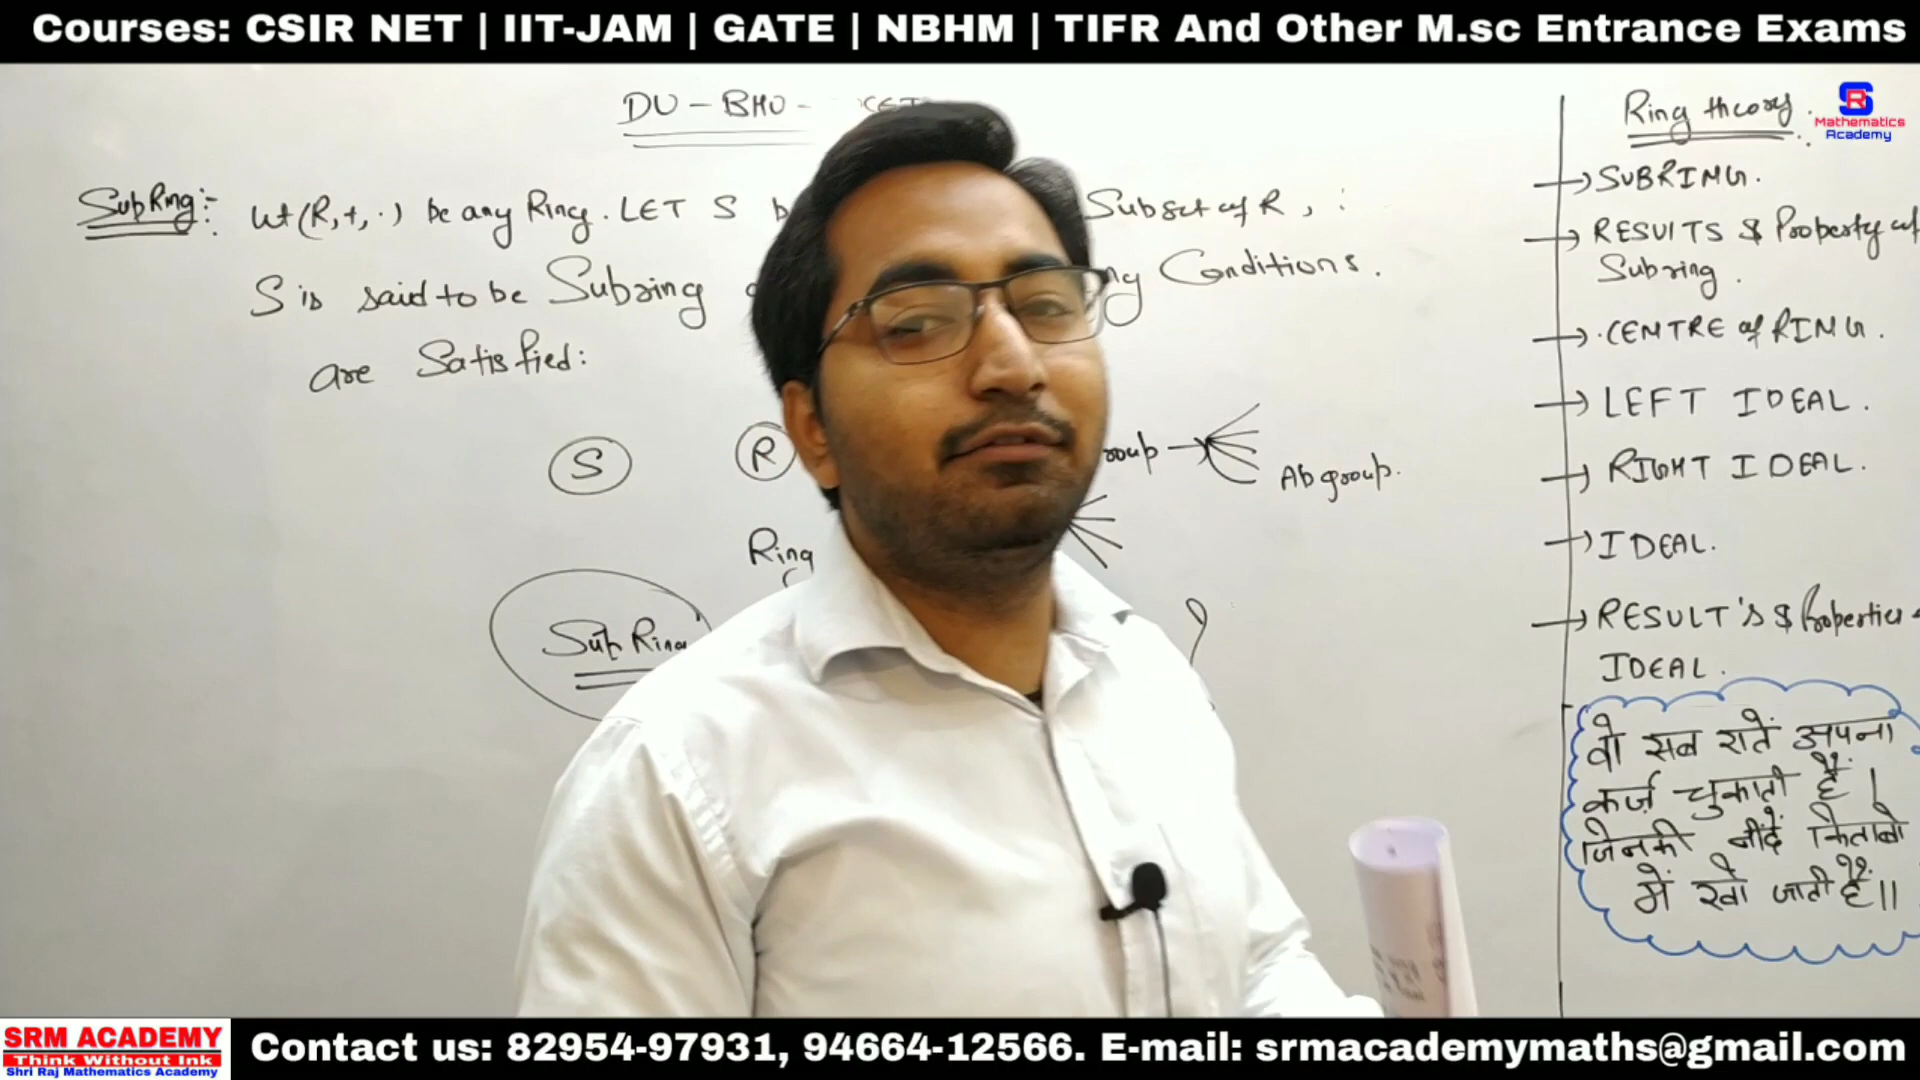 Courses: CSIR NET | IIT-JAM | GATE | NBHM | TIFR And Other M.sc Entrance Exams
DU - BHU -
SubRing:- Let (R,+,·) be any Ring. LET S Subset of R,
S is said to be Subring Conditions.
are Satisfied:
S R roup Ab group.
Ring
Sub Ring
Ring theory
SR
Mathematics
Academy
→ SUBRING.
→ RESULTS & Property of
Subring.
→ CENTRE of RING.
→ LEFT IDEAL.
→ RIGHT IDEAL.
→ IDEAL.
→ RESULT'S & Properties
IDEAL.
वो सब रातें अपना
कर्ज़ चुकाती हैं।
जिनकी नींदें किताबो
में खो जाती हैं॥
SRM ACADEMY
Think Without Ink
Shri Raj Mathematics Academy
Contact us: 82954-97931, 94664-12566. E-mail: srmacademymaths@gmail.com